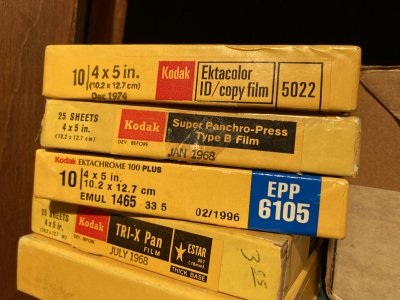 10 4 x 5 in.
(10.2 x 12.7 cm)
Dec 1974
Kodak
Ektacolor
ID/copy film
5022
25 SHEETS
4 x 5 in.
(10.2 x 12.7 cm)
Kodak
DEV. BEFORE
Super Panchro-Press
Type B Film
JAN 1968
Kodak EKTACHROME 100 PLUS
10 4 x 5 in.
10.2 x 12.7 cm
EMUL 1465 33 5
02/1996
EPP
6105
25 SHEETS
4 x 5 in.
Kodak
DEV. BEFORE
TRI-X Pan
FILM
JULY 1968
ESTAR
THICK BASE